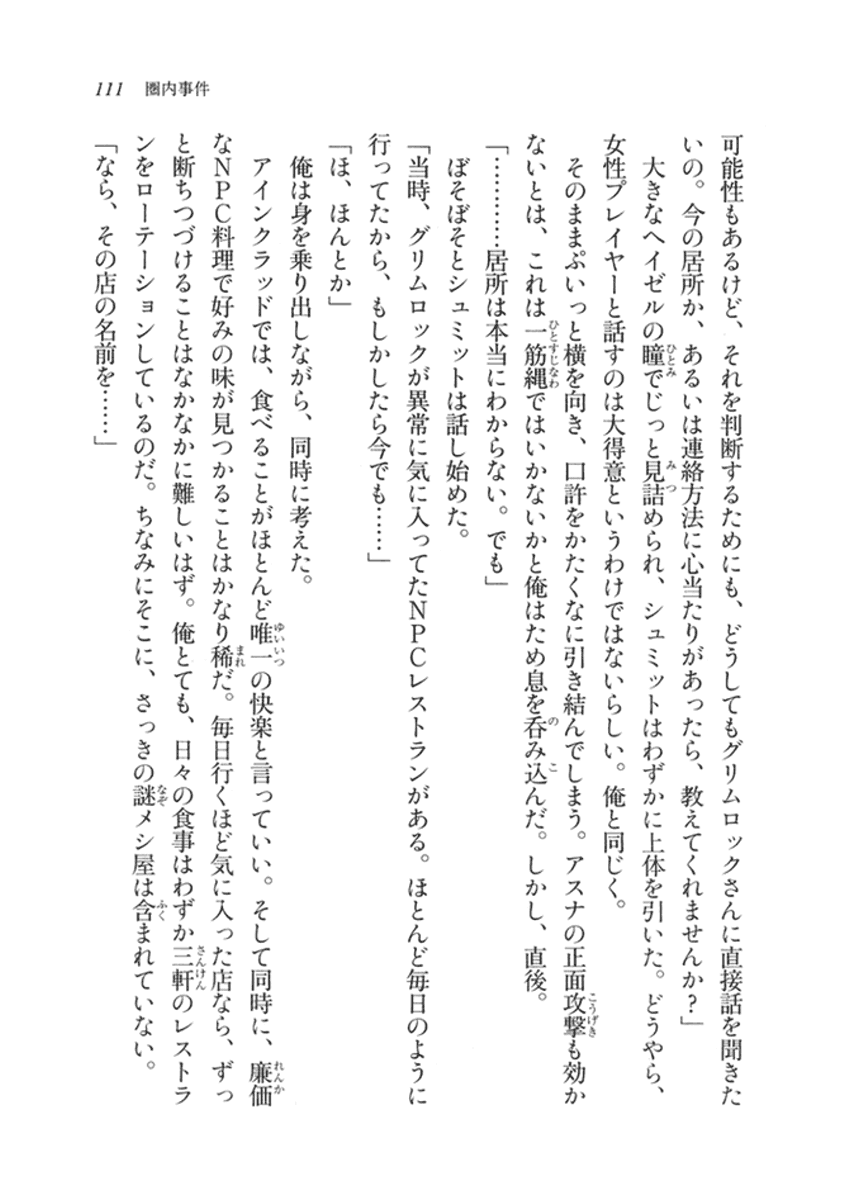 111 圏内事件
可能性もあるけど、それを判断するためにも、どうしてもグリムロックさんに直接話を聞きた
いの。今の居所か、あるいは連絡方法に心当たりがあったら、教えてくれませんか？」
　大きなヘイゼルの瞳でじっと見詰められ、シュミットはわずかに上体を引いた。どうやら、
女性プレイヤーと話すのは大得意というわけではないらしい。俺と同じく。
　そのままぷいっと横を向き、口許をかたくなに引き結んでしまう。アスナの正面攻撃も効か
ないとは、これは一筋縄ではいかないかと俺はため息を呑み込んだ。しかし、直後。
「…………居所は本当にわからない。でも」
　ぼそぼそとシュミットは話し始めた。
「当時、グリムロックが異常に気に入ってたＮＰＣレストランがある。ほとんど毎日のように
行ってたから、もしかしたら今でも……」
「ほ、ほんとか」
　俺は身を乗り出しながら、同時に考えた。
　アインクラッドでは、食べることがほとんど唯一の快楽と言っていい。そして同時に、廉価
なＮＰＣ料理で好みの味が見つかることはかなり稀だ。毎日行くほど気に入った店なら、ずっ
と断ちつづけることはなかなかに難しいはず。俺とても、日々の食事はわずか三軒のレストラ
ンをローテーションしているのだ。ちなみにそこに、さっきの謎メシ屋は含まれていない。
「なら、その店の名前を……」